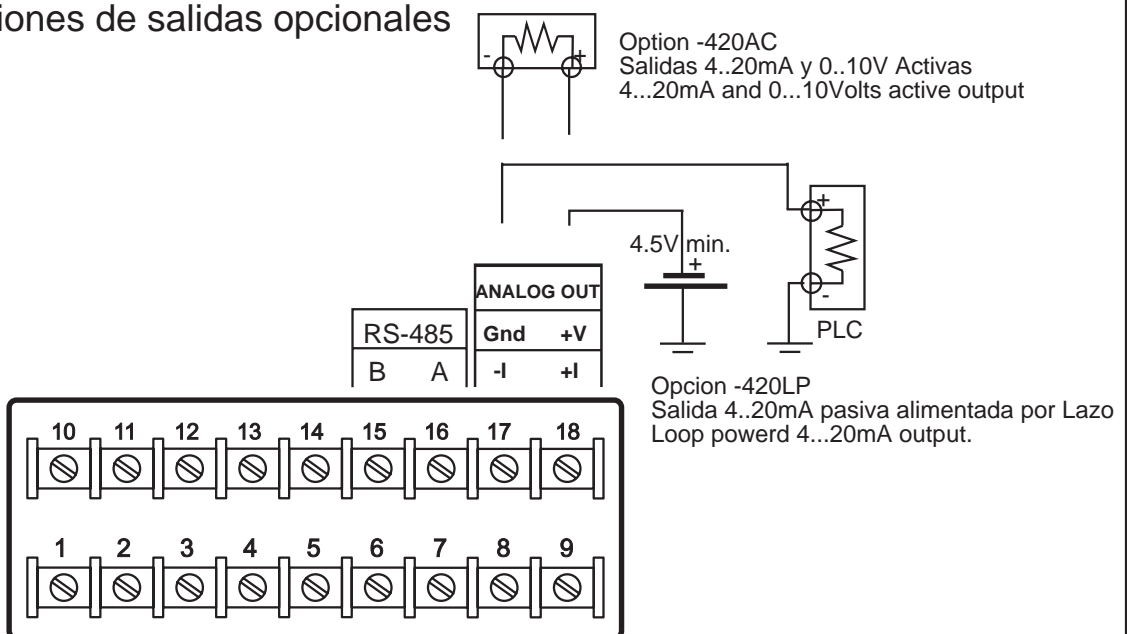 iones de salidas opcionales
- +
Option -420AC
Salidas 4..20mA y 0..10V Activas
4...20mA and 0...10Volts active output
+
4.5V min.
+
-
PLC
ANALOG OUT
RS-485 Gnd +V
B A -I +I
Opcion -420LP
Salida 4..20mA pasiva alimentada por Lazo
Loop powerd 4...20mA output.
10 11 12 13 14 15 16 17 18
1 2 3 4 5 6 7 8 9